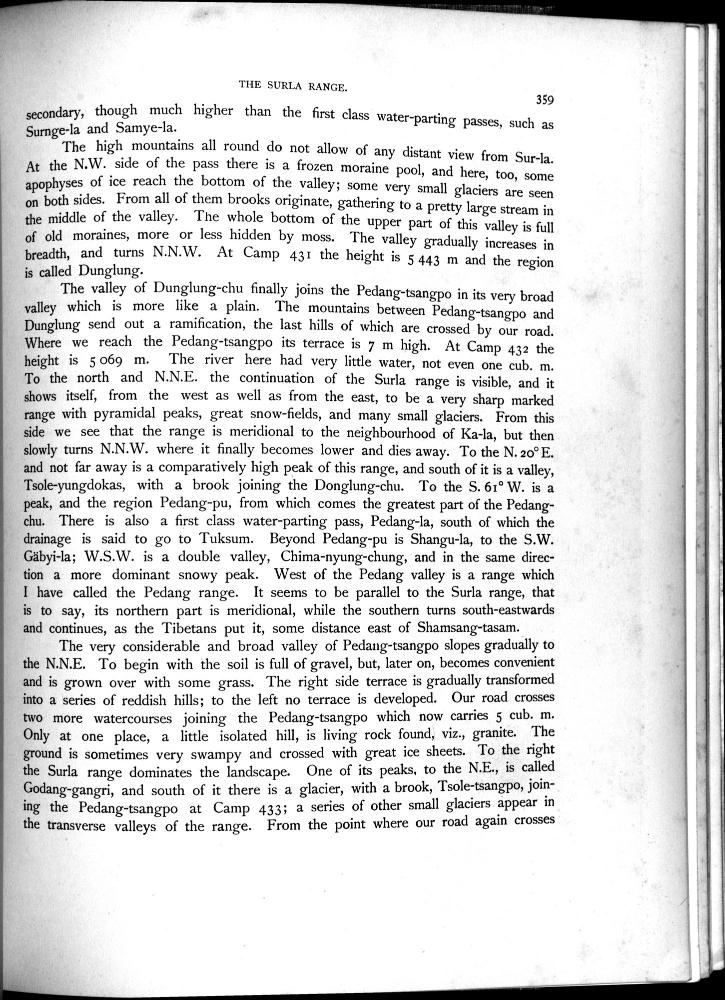 THE SURLA RANGE.
359
secondary, though much higher than the first class water-parting passes, such as
Surnge-la and Samye-la.
The high mountains all round do not allow of any distant view from Sur-la.
At the N.W. side of the pass there is a frozen moraine pool, and here, too, some
apophyses of ice reach the bottom of the valley; some very small glaciers are seen
on both sides. From all of them brooks originate, gathering to a pretty large stream in
the middle of the valley. The whole bottom of the upper part of this valley is full
of old moraines, more or less hidden by moss. The valley gradually increases in
breadth, and turns N.N.W. At Camp 431 the height is 5 443 m and the region
is called Dunglung.
The valley of Dunglung-chu finally joins the Pedang-tsangpo in its very broad
valley which is more like a plain. The mountains between Pedang-tsangpo and
Dunglung send out a ramification, the last hills of which are crossed by our road.
Where we reach the Pedang-tsangpo its terrace is 7 m high. At Camp 432 the
height is 5 069 m. The river here had very little water, not even one cub. m.
To the north and N.N.E. the continuation of the Surla range is visible, and it
shows itself, from the west as well as from the east, to be a very sharp marked
range with pyramidal peaks, great snow-fields, and many small glaciers. From this
side we see that the range is meridional to the neighbourhood of Ka-la, but then
slowly turns N.N.W. where it finally becomes lower and dies away. To the N. 20° E.
and not far away is a comparatively high peak of this range, and south of it is a valley,
Tsole-yungdokas, with a brook joining the Donglung-chu. To the S. 61° W. is a
peak, and the region Pedang-pu, from which comes the greatest part of the Pedang-
chu. There is also a first class water-parting pass, Pedang-la, south of which the
drainage is said to go to Tuksum. Beyond Pedang-pu is Shangu-la, to the S.W.
Gäbyi-la; W.S.W. is a double valley, Chima-nyung-chung, and in the same direc-
tion a more dominant snowy peak. West of the Pedang valley is a range which
I have called the Pedang range. It seems to be parallel to the Surla range, that
is to say, its northern part is meridional, while the southern turns south-eastwards
and continues, as the Tibetans put it, some distance east of Shamsang-tasam.
The very considerable and broad valley of Pedang-tsangpo slopes gradually to
the N.N.E. To begin with the soil is full of gravel, but, later on, becomes convenient
and is grown over with some grass. The right side terrace is gradually transformed
into a series of reddish hills; to the left no terrace is developed. Our road crosses
two more watercourses joining the Pedang-tsangpo which now carries 5 cub. m.
Only at one place, a little isolated hill, is living rock found, viz., granite. The
ground is sometimes very swampy and crossed with great ice sheets. To the right
the Surla range dominates the landscape. One of its peaks, to the N.E., is called
Godang-gangri, and south of it there is a glacier, with a brook, Tsole-tsangpo, join-
ing the Pedang-tsangpo at Camp 433; a series of other small glaciers appear in
the transverse valleys of the range. From the point where our road again crosses